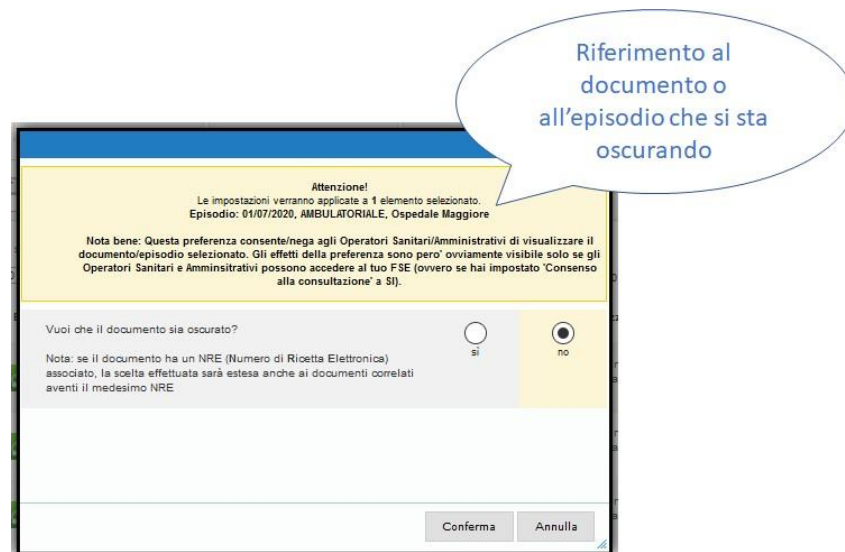 Riferimento al
documento o
all'episodio che si sta
oscurando
Attenzione!
Le impostazioni verranno applicate a 1 elemento selezionato.
Episodio: 01/07/2020, AMBULATORIALE, Ospedale Maggiore
Nota bene: Questa preferenza consente/nega agli Operatori Sanitari/Amministrativi di visualizzare il
documento/episodio selezionato. Gli effetti della preferenza sono pero' ovviamente visibile solo se gli
Operatori Sanitari e Amminsitrativi possono accedere al tuo FSE (ovvero se hai impostato 'Consenso
alla consultazione' a SI).
Vuoi che il documento sia oscurato?
sì
no
Nota: se il documento ha un NRE (Numero di Ricetta Elettronica)
associato, la scelta effettuata sarà estesa anche ai documenti correlati
aventi il medesimo NRE
Conferma Annulla